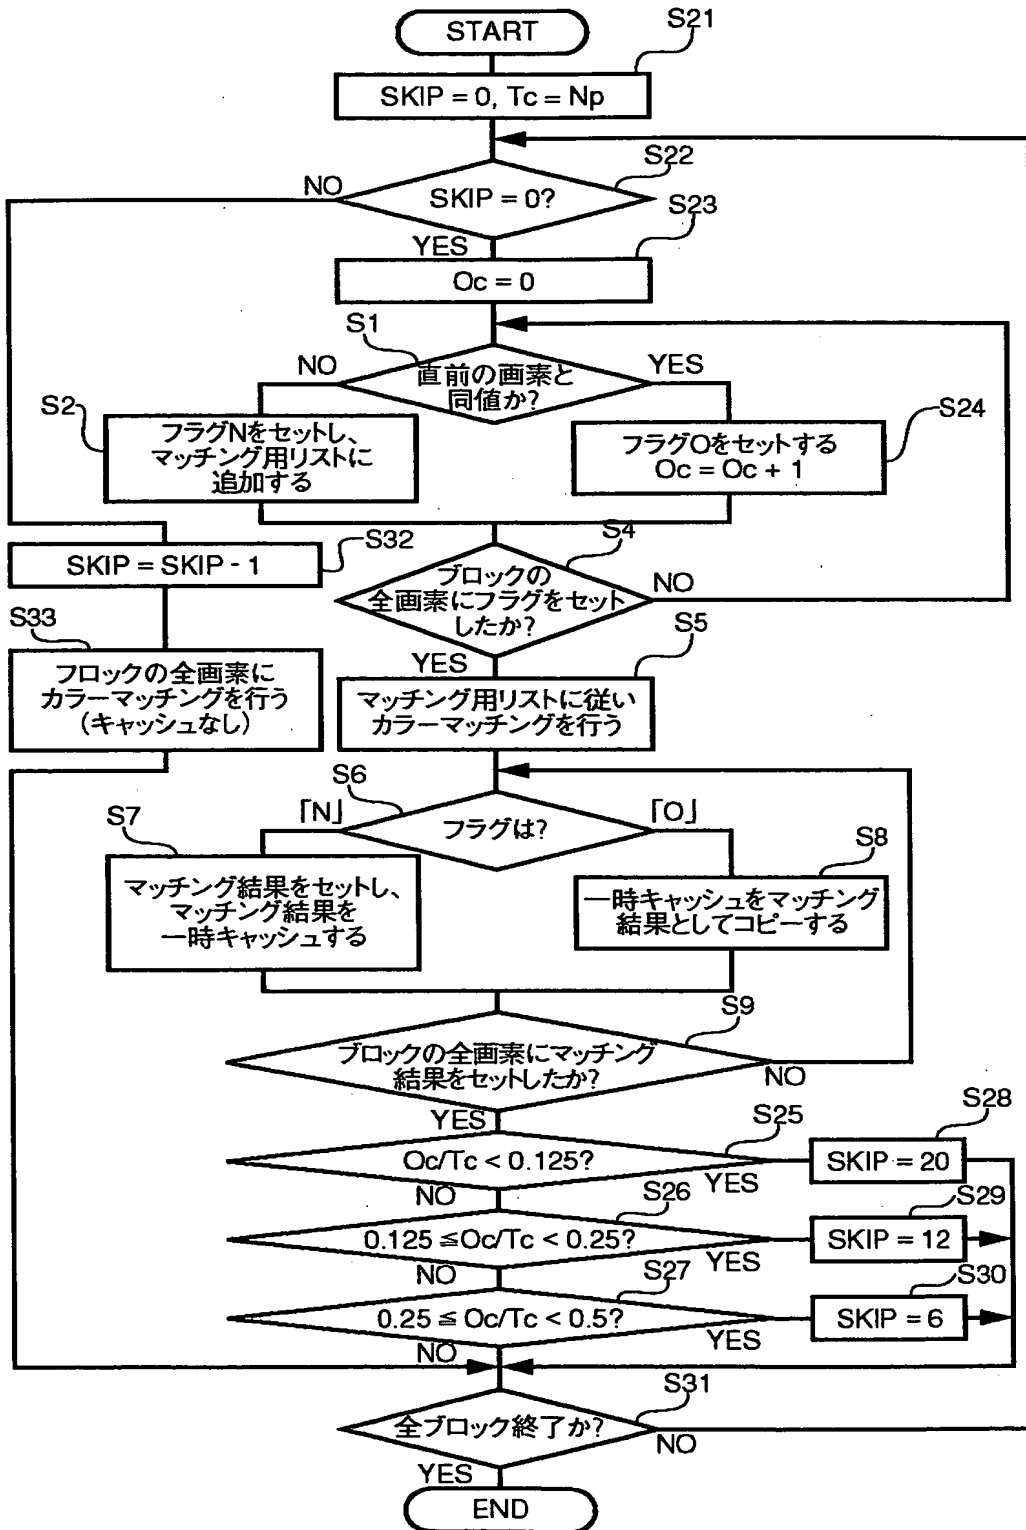 START
S21
SKIP = 0, Tc = Np
S22
NO
SKIP = 0?
S23
YES
Oc = 0
S1
NO
YES
直前の画素と
同値か?
S2
S24
フラグNをセットし、
マッチング用リストに
追加する
フラグOをセットする
Oc = Oc + 1
S32
S4
SKIP = SKIP - 1
ブロックの
全画素にフラグをセット
したか?
NO
S33
S5
YES
フロックの全画素に
カラーマッチングを行う
(キャッシュなし)
マッチング用リストに従い
カラーマッチングを行う
S6
「N」
「O」
フラグは?
S7
S8
マッチング結果をセットし、
マッチング結果を
一時キャッシュする
一時キャッシュをマッチング
結果としてコピーする
S9
ブロックの全画素にマッチング
結果をセットしたか?
NO
YES
S25
S28
Oc/Tc < 0.125?
YES
SKIP = 20
NO
S26
S29
0.125 ≦Oc/Tc < 0.25?
YES
SKIP = 12
NO
S27
S30
0.25 ≦ Oc/Tc < 0.5?
YES
SKIP = 6
NO
S31
全ブロック終了か?
NO
YES
END